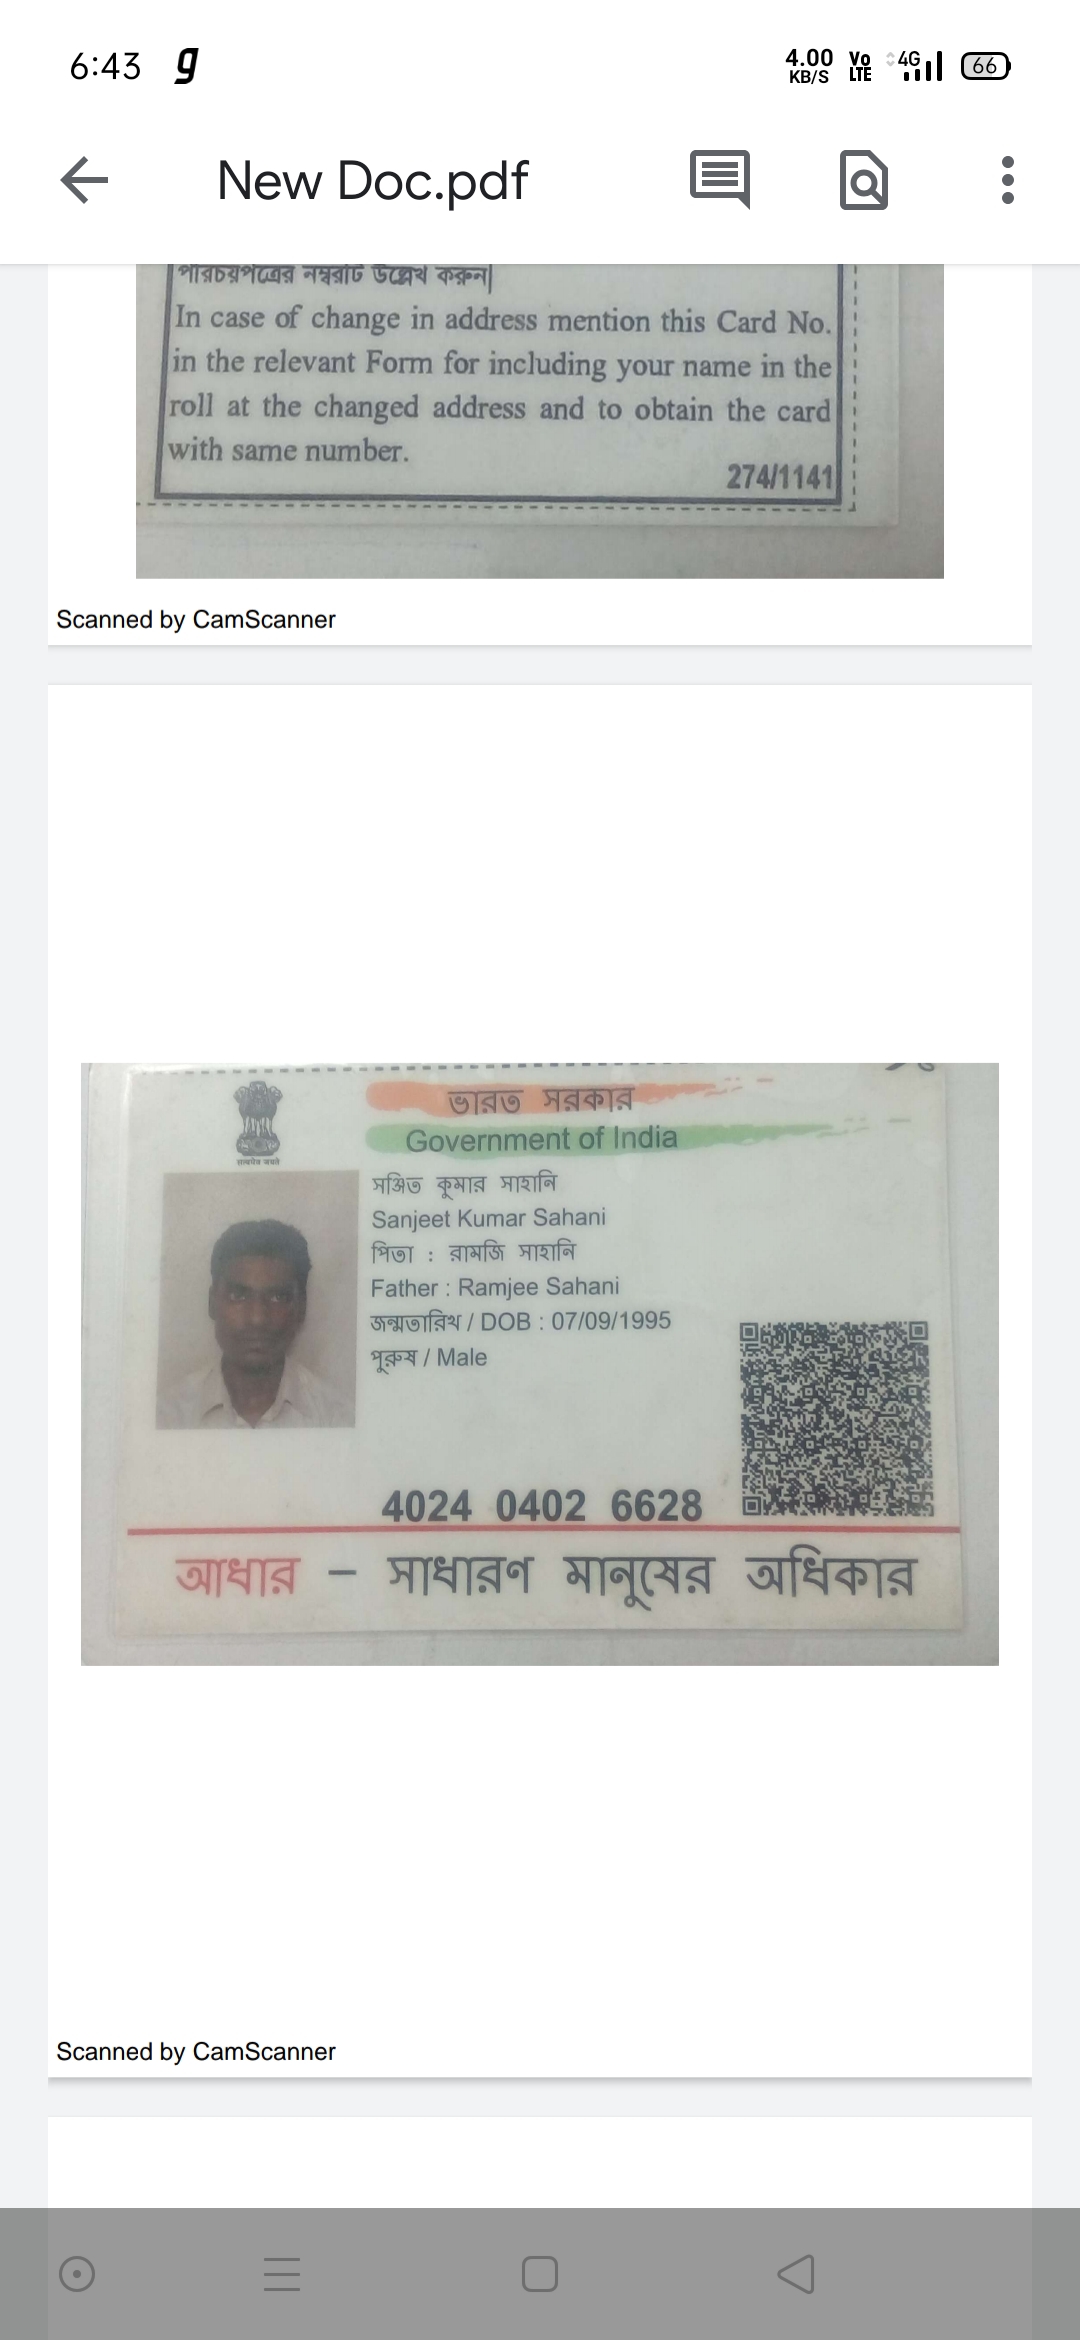 6:43 g 4.00 KB/S Vo LTE 4G 66
New Doc.pdf
পরিচয়পত্রের নম্বরটি উল্লেখ করুন|
In case of change in address mention this Card No.
in the relevant Form for including your name in the
roll at the changed address and to obtain the card
with same number.
274/1141
Scanned by CamScanner
ভারত সরকার
Government of India
सत्यमेव जयते
সঞ্জিত কুমার সাহানি
Sanjeet Kumar Sahani
পিতা : রামজি সাহানি
Father : Ramjee Sahani
জন্মতারিখ / DOB : 07/09/1995
পুরুষ / Male
4024 0402 6628
আধার – সাধারণ মানুষের অধিকার
Scanned by CamScanner